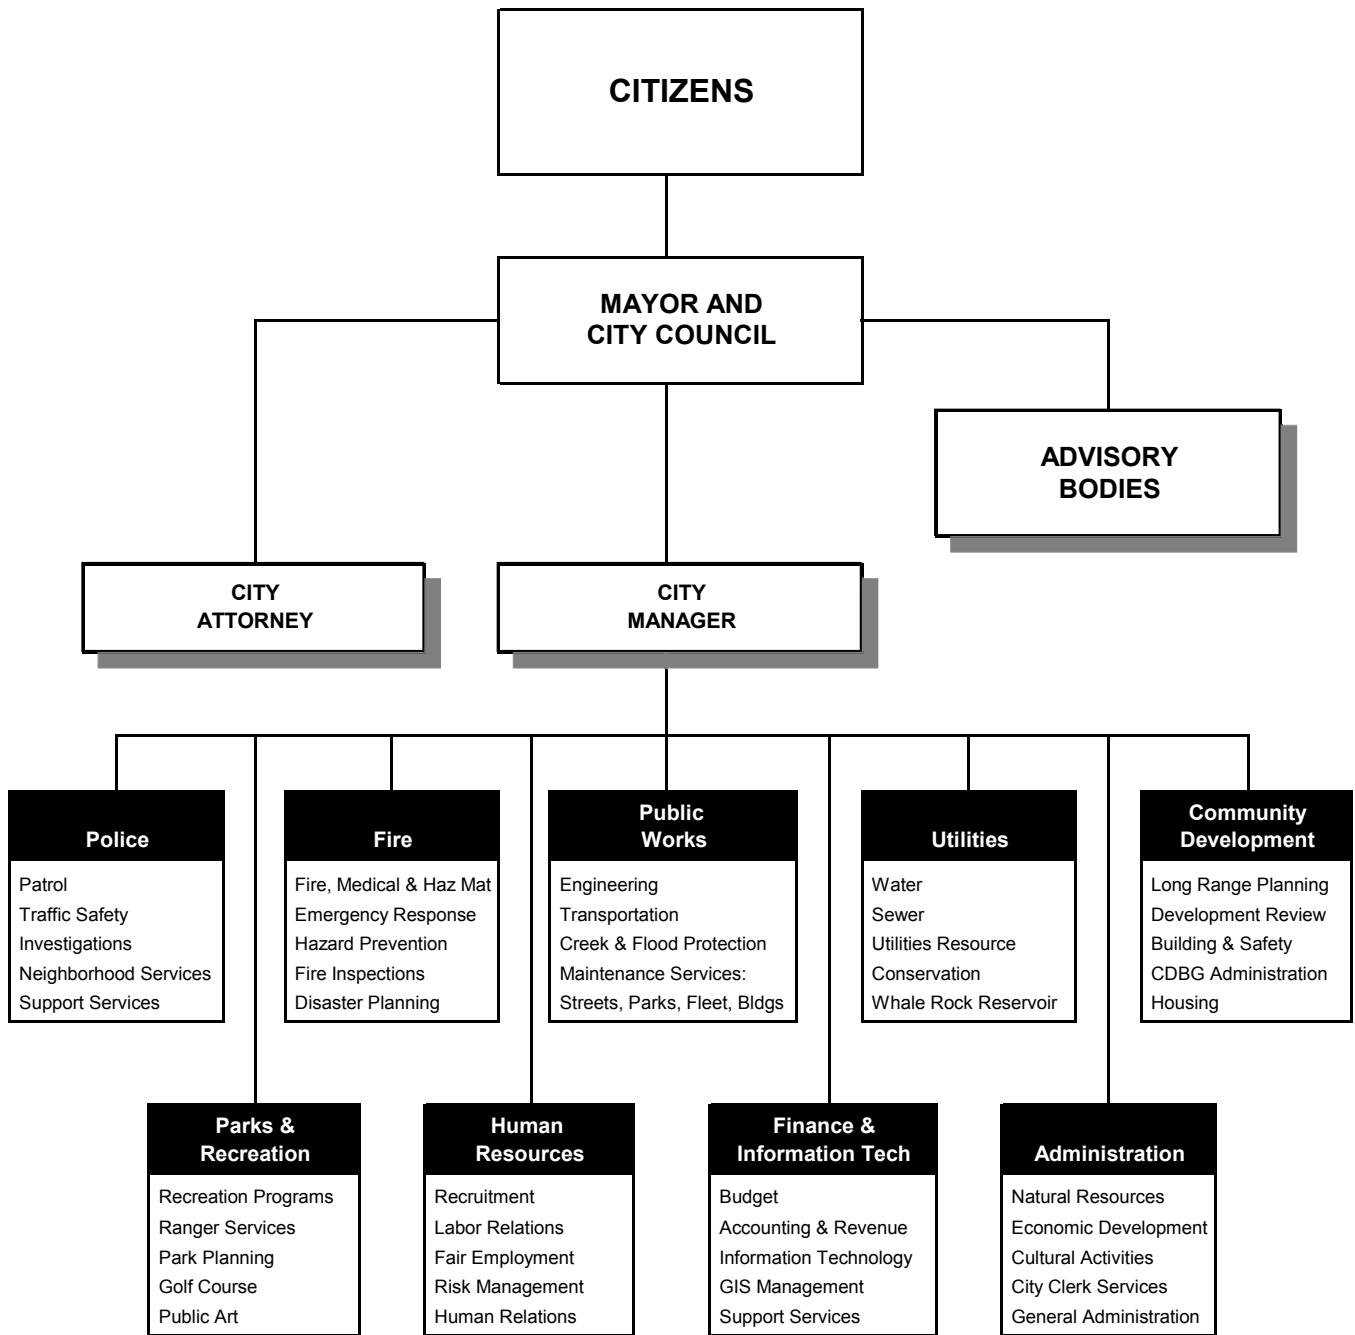 CITIZENS
MAYOR AND
CITY COUNCIL
ADVISORY
BODIES
CITY
ATTORNEY
CITY
MANAGER
Police
Patrol
Traffic Safety
Investigations
Neighborhood Services
Support Services
Fire
Fire, Medical & Haz Mat
Emergency Response
Hazard Prevention
Fire Inspections
Disaster Planning
Public
Works
Engineering
Transportation
Creek & Flood Protection
Maintenance Services:
Streets, Parks, Fleet, Bldgs
Utilities
Water
Sewer
Utilities Resource
Conservation
Whale Rock Reservoir
Community
Development
Long Range Planning
Development Review
Building & Safety
CDBG Administration
Housing
Parks &
Recreation
Recreation Programs
Ranger Services
Park Planning
Golf Course
Public Art
Human
Resources
Recruitment
Labor Relations
Fair Employment
Risk Management
Human Relations
Finance &
Information Tech
Budget
Accounting & Revenue
Information Technology
GIS Management
Support Services
Administration
Natural Resources
Economic Development
Cultural Activities
City Clerk Services
General Administration